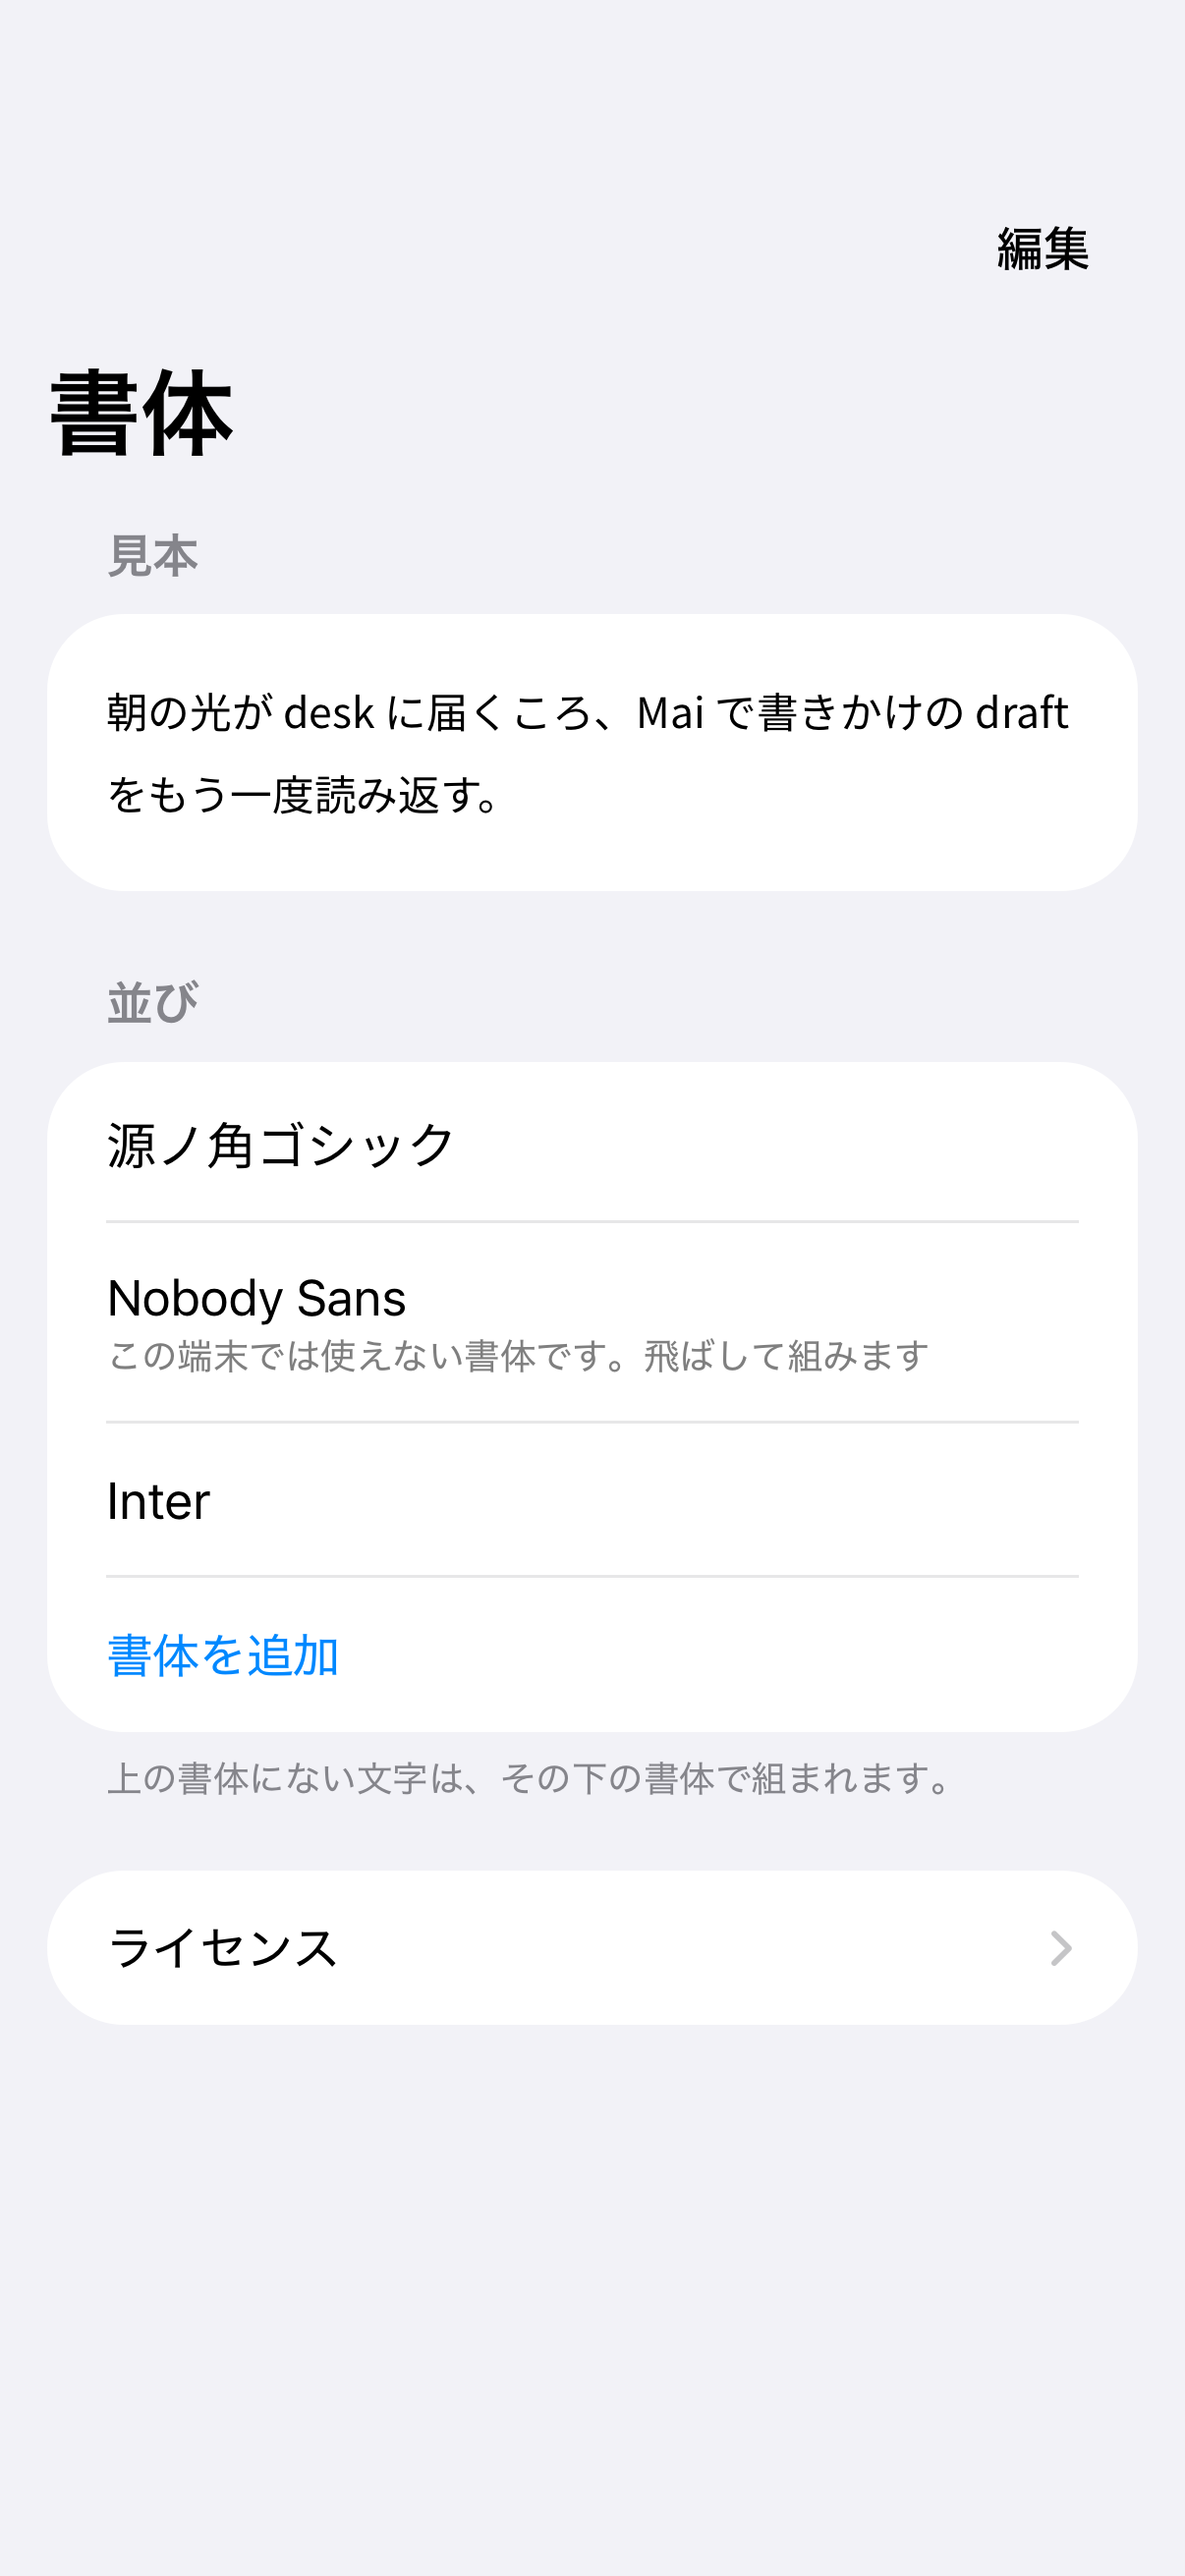 編集
書体
見本
朝の光が desk に届くころ、Mai で書きかけの draft
をもう一度読み返す。
並び
源ノ角ゴシック
Nobody Sans
この端末では使えない書体です。飛ばして組みます
Inter
書体を追加
上の書体にない文字は、その下の書体で組まれます。
ライセンス